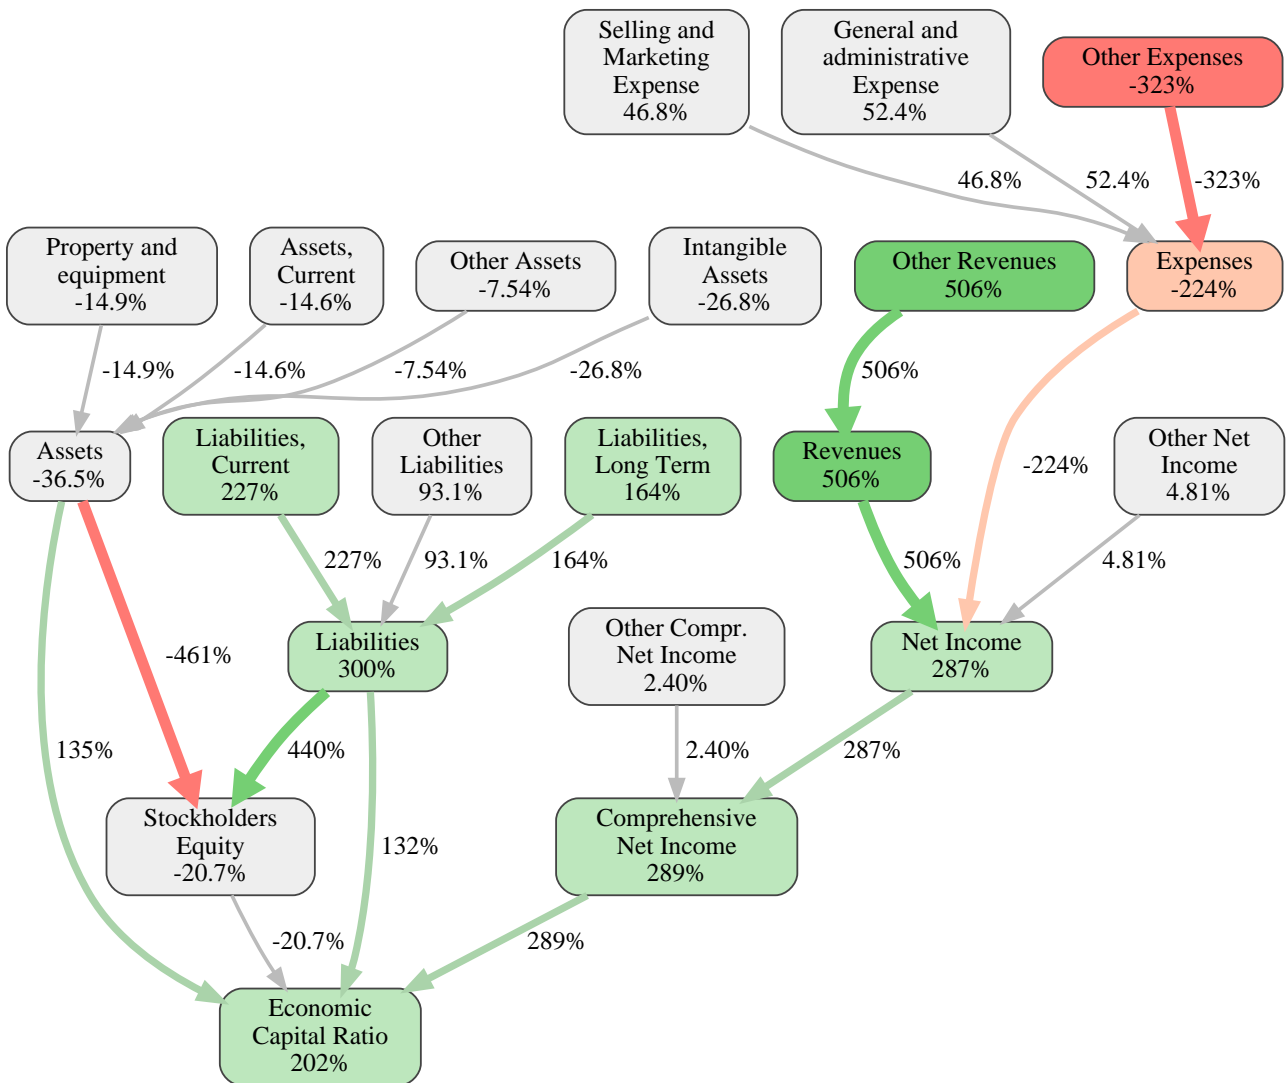 Selling and
Marketing
Expense
46.8%
General and
administrative
Expense
52.4%
Other Expenses
-323%
46.8%
52.4%
-323%
Property and
equipment
-14.9%
Assets,
Current
-14.6%
Other Assets
-7.54%
Intangible
Assets
-26.8%
Other Revenues
506%
Expenses
-224%
-14.9%
-14.6%
-7.54%
-26.8%
506%
Assets
-36.5%
Liabilities,
Current
227%
Other
Liabilities
93.1%
Liabilities,
Long Term
164%
Revenues
506%
-224%
Other Net
Income
4.81%
227%
93.1%
164%
506%
4.81%
-461%
Liabilities
300%
Other Compr.
Net Income
2.40%
Net Income
287%
135%
440%
2.40%
287%
Stockholders
Equity
-20.7%
132%
Comprehensive
Net Income
289%
-20.7%
289%
Economic
Capital Ratio
202%